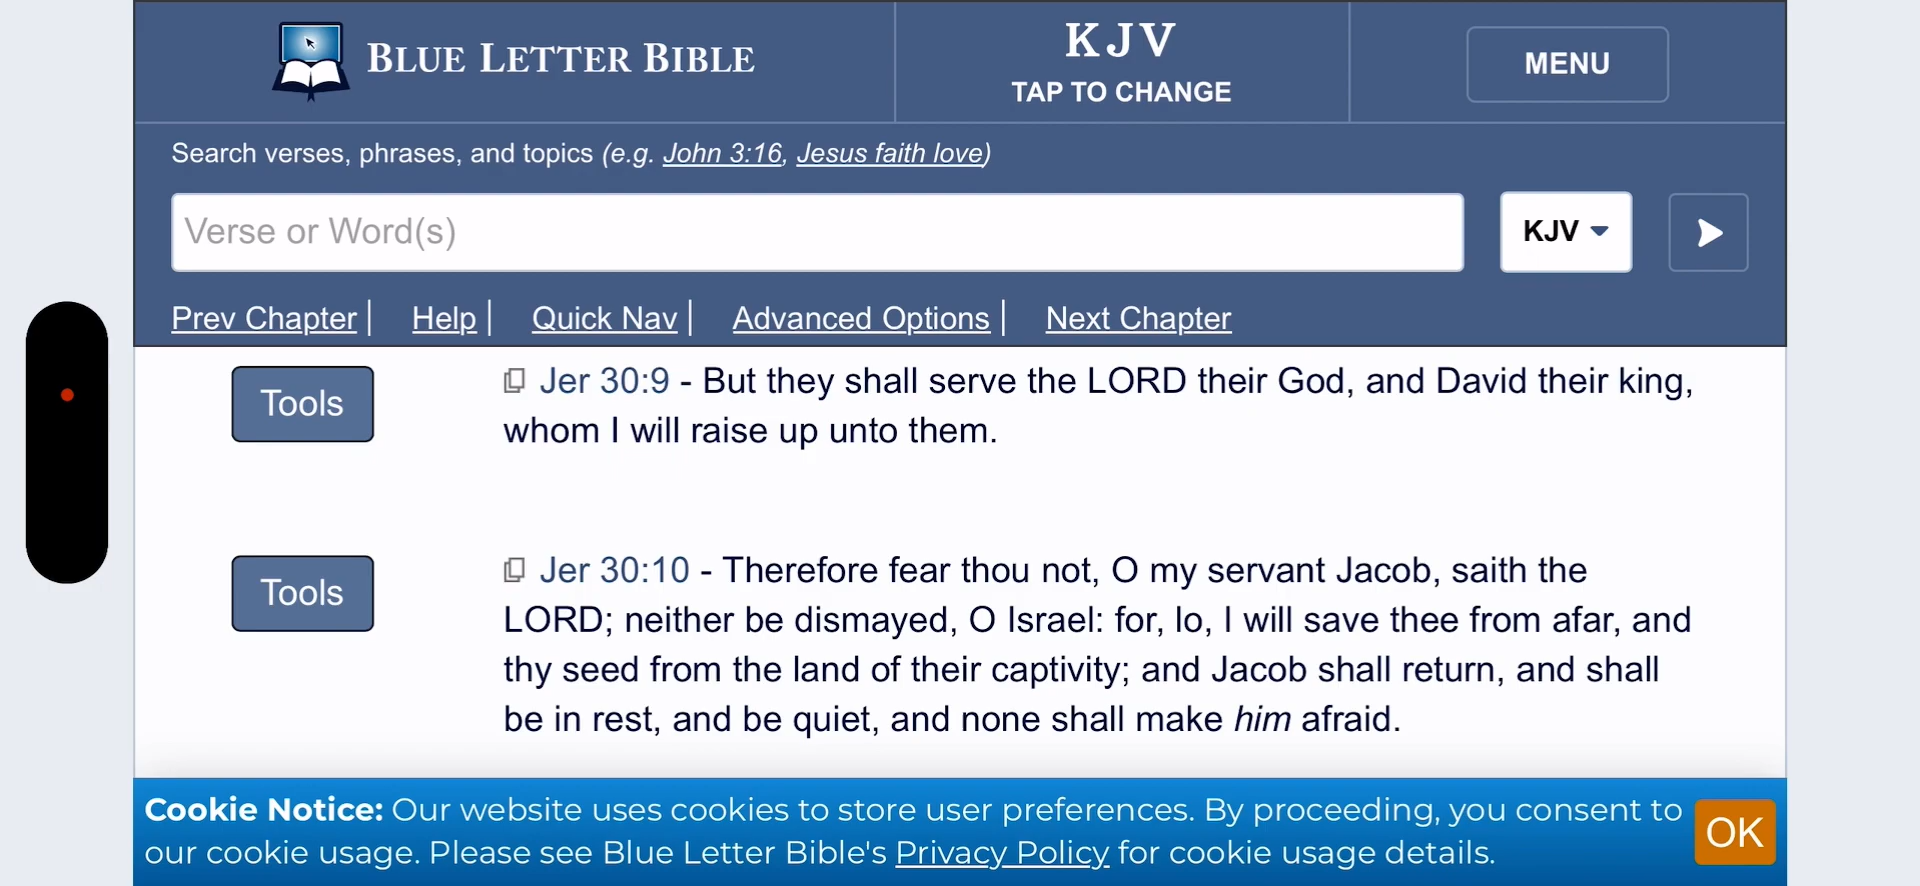 BLUE LETTER BIBLE
KJV
TAP TO CHANGE
MENU
Search verses, phrases, and topics (e.g. John 3:16, Jesus faith love)
Verse or Word(s)
KJV
Prev Chapter | Help | Quick Nav | Advanced Options | Next Chapter
Tools
Jer 30:9 - But they shall serve the LORD their God, and David their king,
whom I will raise up unto them.
Tools
Jer 30:10 - Therefore fear thou not, O my servant Jacob, saith the
LORD; neither be dismayed, O Israel: for, lo, I will save thee from afar, and
thy seed from the land of their captivity; and Jacob shall return, and shall
be in rest, and be quiet, and none shall make him afraid.
Cookie Notice: Our website uses cookies to store user preferences. By proceeding, you consent to
our cookie usage. Please see Blue Letter Bible's Privacy Policy for cookie usage details.
OK